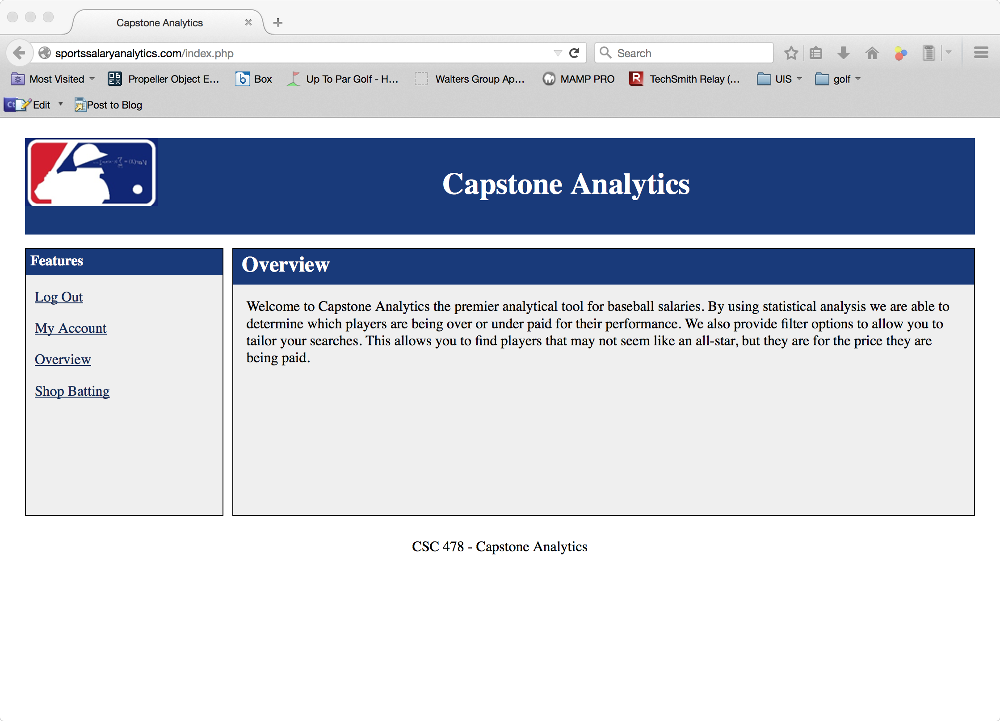 Capstone Analytics
sportssalaryanalytics.com/index.php
Search
Most Visited
Propeller Object E...
Box
Up To Par Golf - H...
Walters Group Ap...
MAMP PRO
TechSmith Relay (...
UIS
golf
Edit
Post to Blog
Capstone Analytics
Features
Log Out
My Account
Overview
Shop Batting
Overview
Welcome to Capstone Analytics the premier analytical tool for baseball salaries. By using statistical analysis we are able to
determine which players are being over or under paid for their performance. We also provide filter options to allow you to
tailor your searches. This allows you to find players that may not seem like an all-star, but they are for the price they are
being paid.
CSC 478 - Capstone Analytics